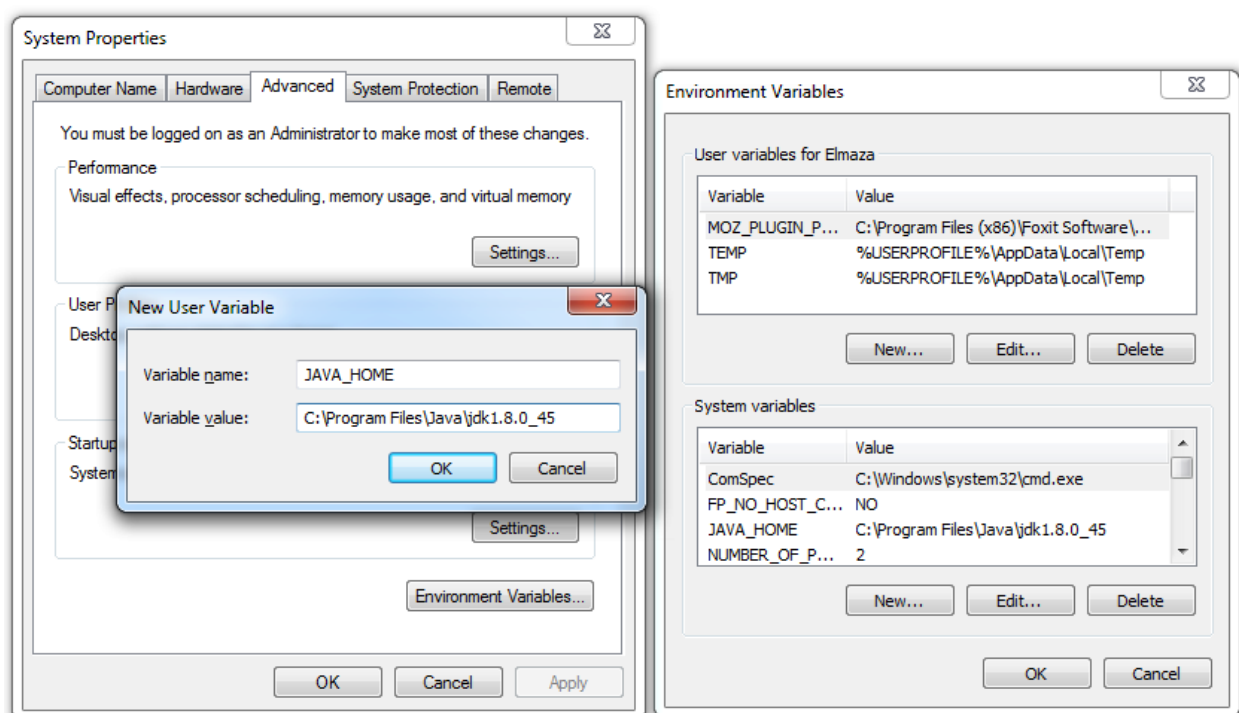 System Properties
Computer Name Hardware Advanced System Protection Remote
You must be logged on as an Administrator to make most of these changes.
Performance
Visual effects, processor scheduling, memory usage, and virtual memory
Settings...
User P
Deskto
New User Variable
Variable name: JAVA_HOME
Variable value: C:\Program Files\Java\jdk1.8.0_45
OK Cancel
Startup
System
Settings...
Environment Variables...
OK Cancel Apply
Environment Variables
User variables for Elmaza
Variable Value
MOZ_PLUGIN_P... C:\Program Files (x86)\Foxit Software\...
TEMP %USERPROFILE%\AppData\Local\Temp
TMP %USERPROFILE%\AppData\Local\Temp
New... Edit... Delete
System variables
Variable Value
ComSpec C:\Windows\system32\cmd.exe
FP_NO_HOST_C... NO
JAVA_HOME C:\Program Files\Java\jdk1.8.0_45
NUMBER_OF_P... 2
New... Edit... Delete
OK Cancel